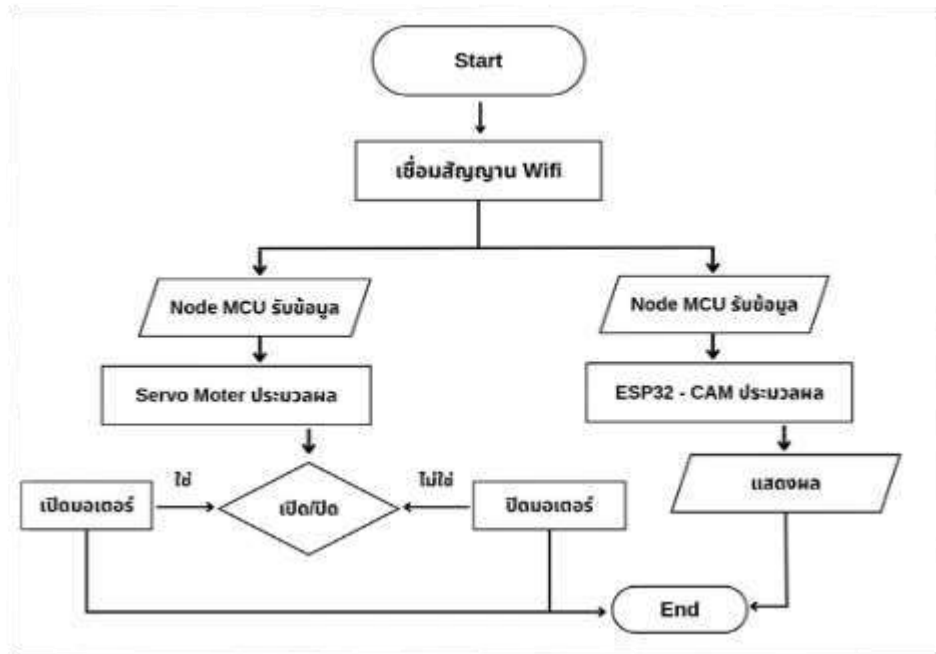 Start
เชื่อมสัญญาน Wifi
Node MCU รับข้อมูล
Node MCU รับข้อมูล
Servo Moter ประมวลผล
ESP32 - CAM ประมวลผล
ใช่
ไม่ใช่
เปิดมอเตอร์
เปิด/ปิด
ปิดมอเตอร์
แสดงผล
End